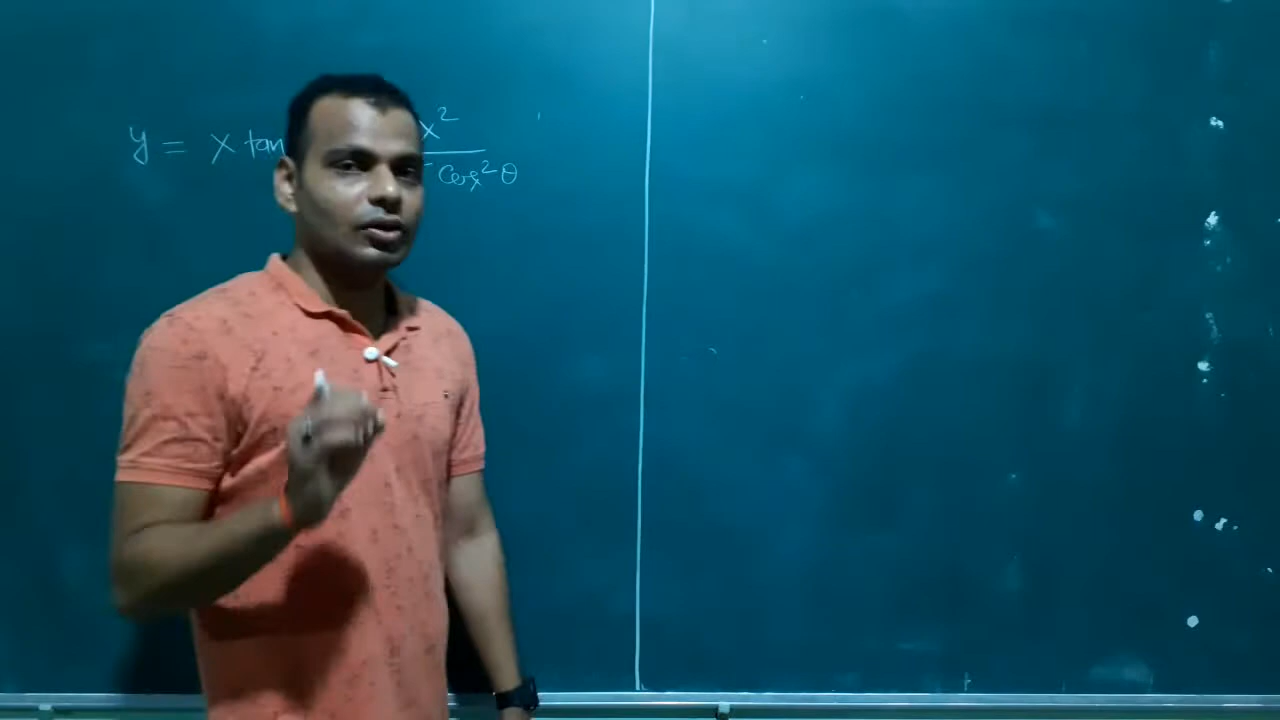 y = x tan x²
cos²θ